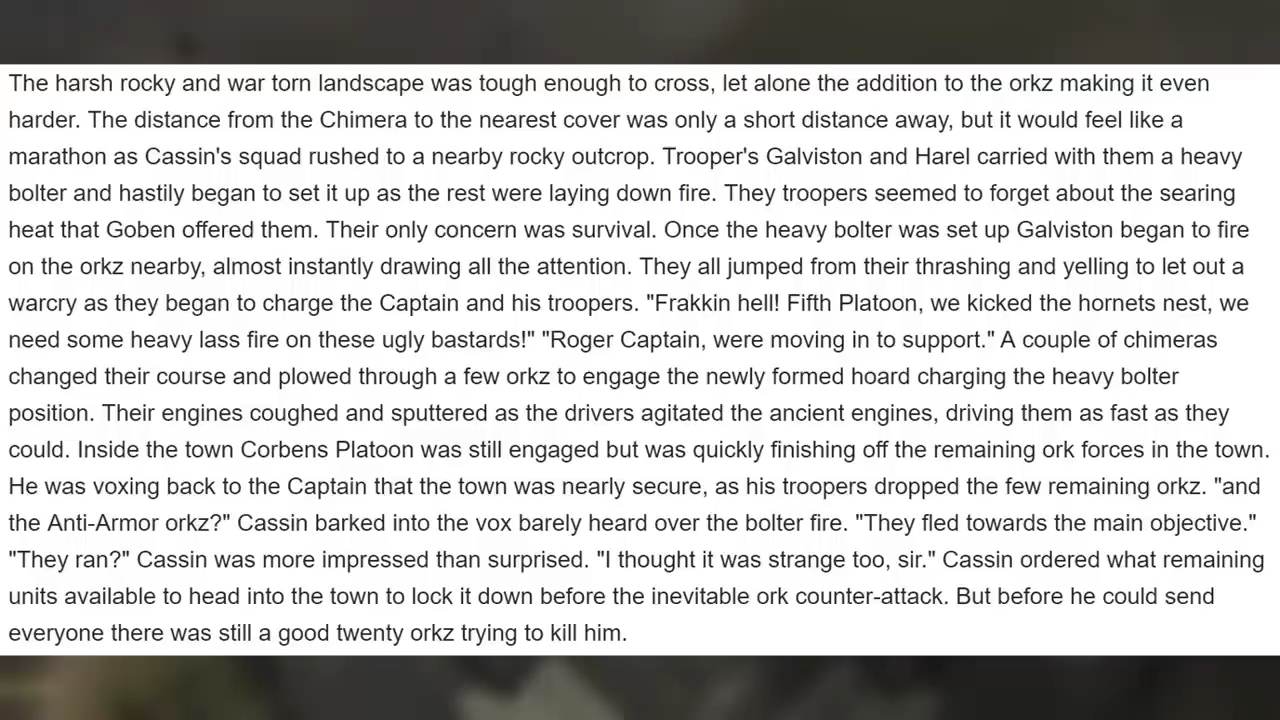 The harsh rocky and war torn landscape was tough enough to cross, let alone the addition to the orkz making it even
harder. The distance from the Chimera to the nearest cover was only a short distance away, but it would feel like a
marathon as Cassin's squad rushed to a nearby rocky outcrop. Trooper's Galviston and Harel carried with them a heavy
bolter and hastily began to set it up as the rest were laying down fire. They troopers seemed to forget about the searing
heat that Goben offered them. Their only concern was survival. Once the heavy bolter was set up Galviston began to fire
on the orkz nearby, almost instantly drawing all the attention. They all jumped from their thrashing and yelling to let out a
warcry as they began to charge the Captain and his troopers. "Frakkin hell! Fifth Platoon, we kicked the hornets nest, we
need some heavy lass fire on these ugly bastards!" "Roger Captain, were moving in to support." A couple of chimeras
changed their course and plowed through a few orkz to engage the newly formed hoard charging the heavy bolter
position. Their engines coughed and sputtered as the drivers agitated the ancient engines, driving them as fast as they
could. Inside the town Corbens Platoon was still engaged but was quickly finishing off the remaining ork forces in the town.
He was voxing back to the Captain that the town was nearly secure, as his troopers dropped the few remaining orkz. "and
the Anti-Armor orkz?" Cassin barked into the vox barely heard over the bolter fire. "They fled towards the main objective."
"They ran?" Cassin was more impressed than surprised. "I thought it was strange too, sir." Cassin ordered what remaining
units available to head into the town to lock it down before the inevitable ork counter-attack. But before he could send
everyone there was still a good twenty orkz trying to kill him.